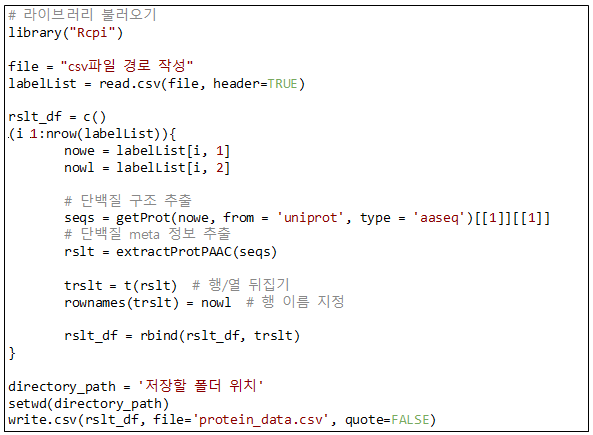 # 라이브러리 불러오기
library("Rcpi")

file = "csv파일 경로 작성"
labelList = read.csv(file, header=TRUE)

rslt_df = c()
(i 1:nrow(labelList)){
        nowe = labelList[i, 1]
        nowl = labelList[i, 2]

        # 단백질 구조 추출
        seqs = getProt(nowe, from = 'uniprot', type = 'aaseq')[[1]][[1]]
        # 단백질 meta 정보 추출
        rslt = extractProtPAAC(seqs)

        trslt = t(rslt)  # 행/열 뒤집기
        rownames(trslt) = nowl  # 행 이름 지정

        rslt_df = rbind(rslt_df, trslt)
}

directory_path = '저장할 폴더 위치'
setwd(directory_path)
write.csv(rslt_df, file='protein_data.csv', quote=FALSE)